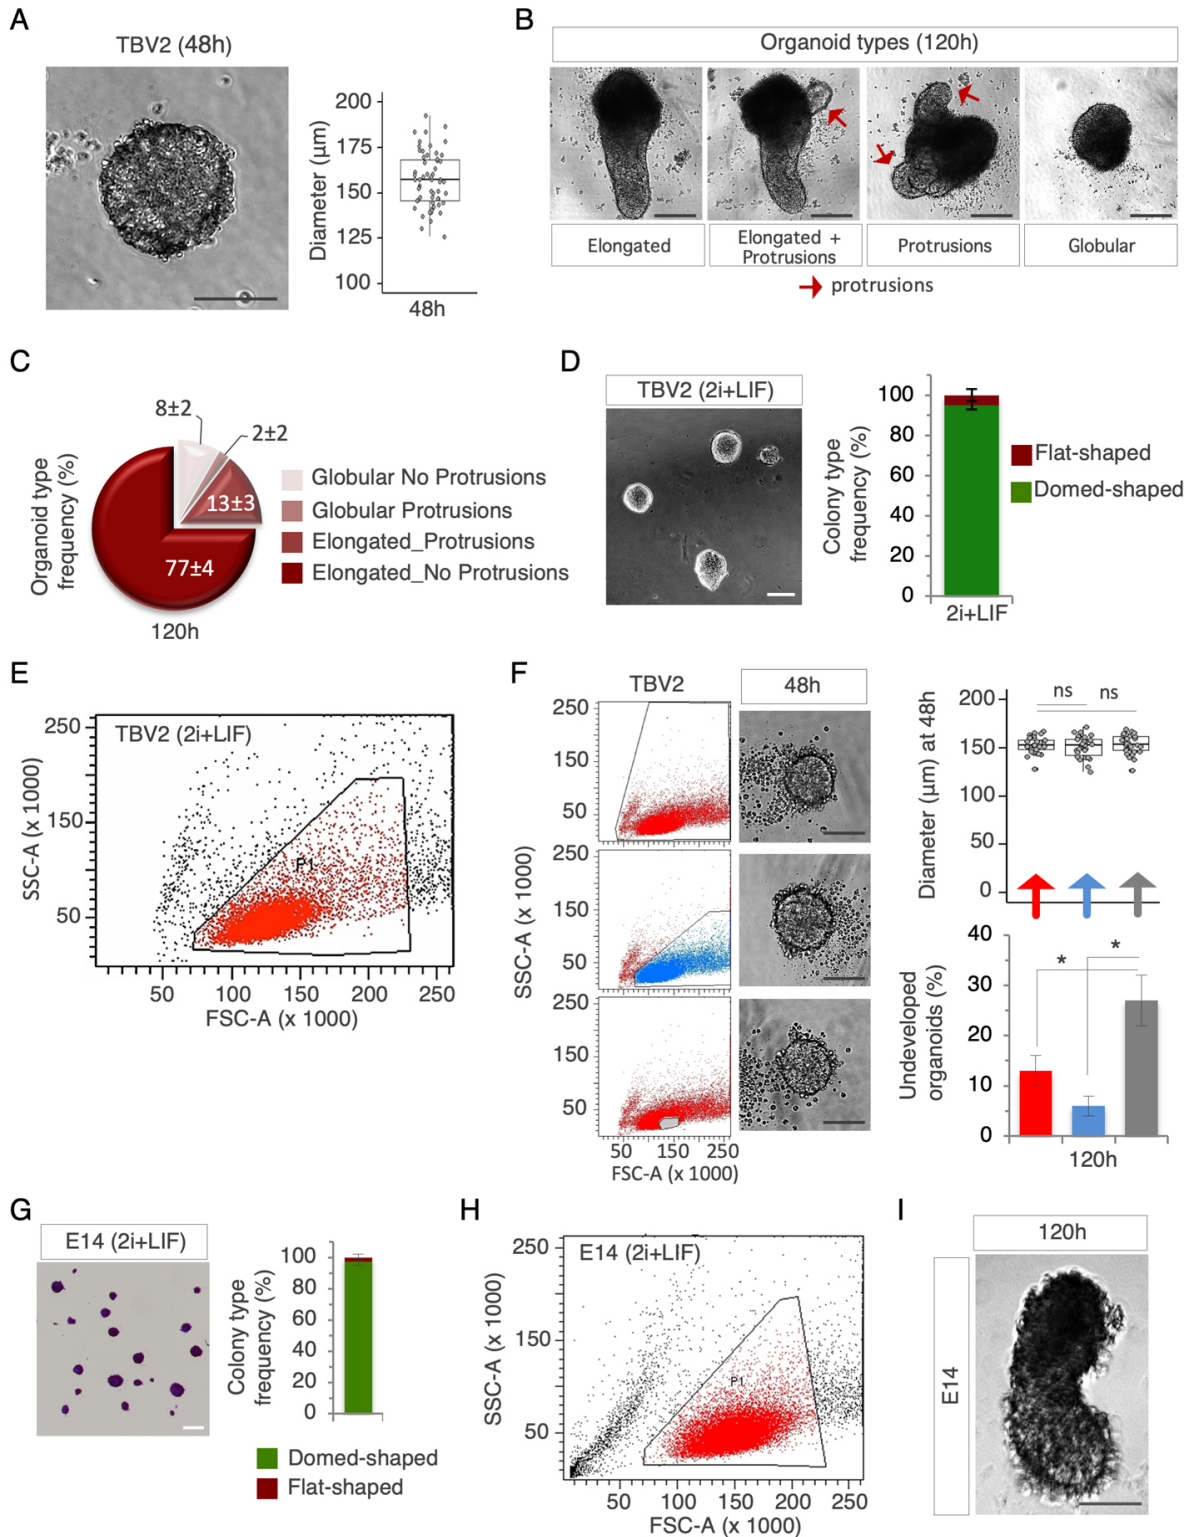 A
TBV2 (48h)
Diameter (µm)
200
175
150
125
100
48h
B
Organoid types (120h)
Elongated
Elongated +
Protrusions
Protrusions
Globular
protrusions
C
Organoid type
frequency (%)
8±2
2±2
13±3
77±4
120h
Globular No Protrusions
Globular Protrusions
Elongated_Protrusions
Elongated_No Protrusions
D
TBV2 (2i+LIF)
Colony type
frequency (%)
100
80
60
40
20
0
2i+LIF
Flat-shaped
Domed-shaped
E
TBV2 (2i+LIF)
SSC-A (x 1000)
250
150
50
P1
50 100 150 200 250
FSC-A (x 1000)
F
TBV2
48h
SSC-A (x 1000)
250
150
50
250
150
50
250
150
50
50 150 250
FSC-A (x 1000)
Diameter (µm) at 48h
200
150
100
50
0
ns ns
Undeveloped
organoids (%)
40
30
20
10
0
* *
120h
G
E14 (2i+LIF)
Colony type
frequency (%)
100
80
60
40
20
0
Domed-shaped
Flat-shaped
H
E14 (2i+LIF)
SSC-A (x 1000)
250
150
50
P1
50 100 150 200 250
FSC-A (x 1000)
I
120h
E14